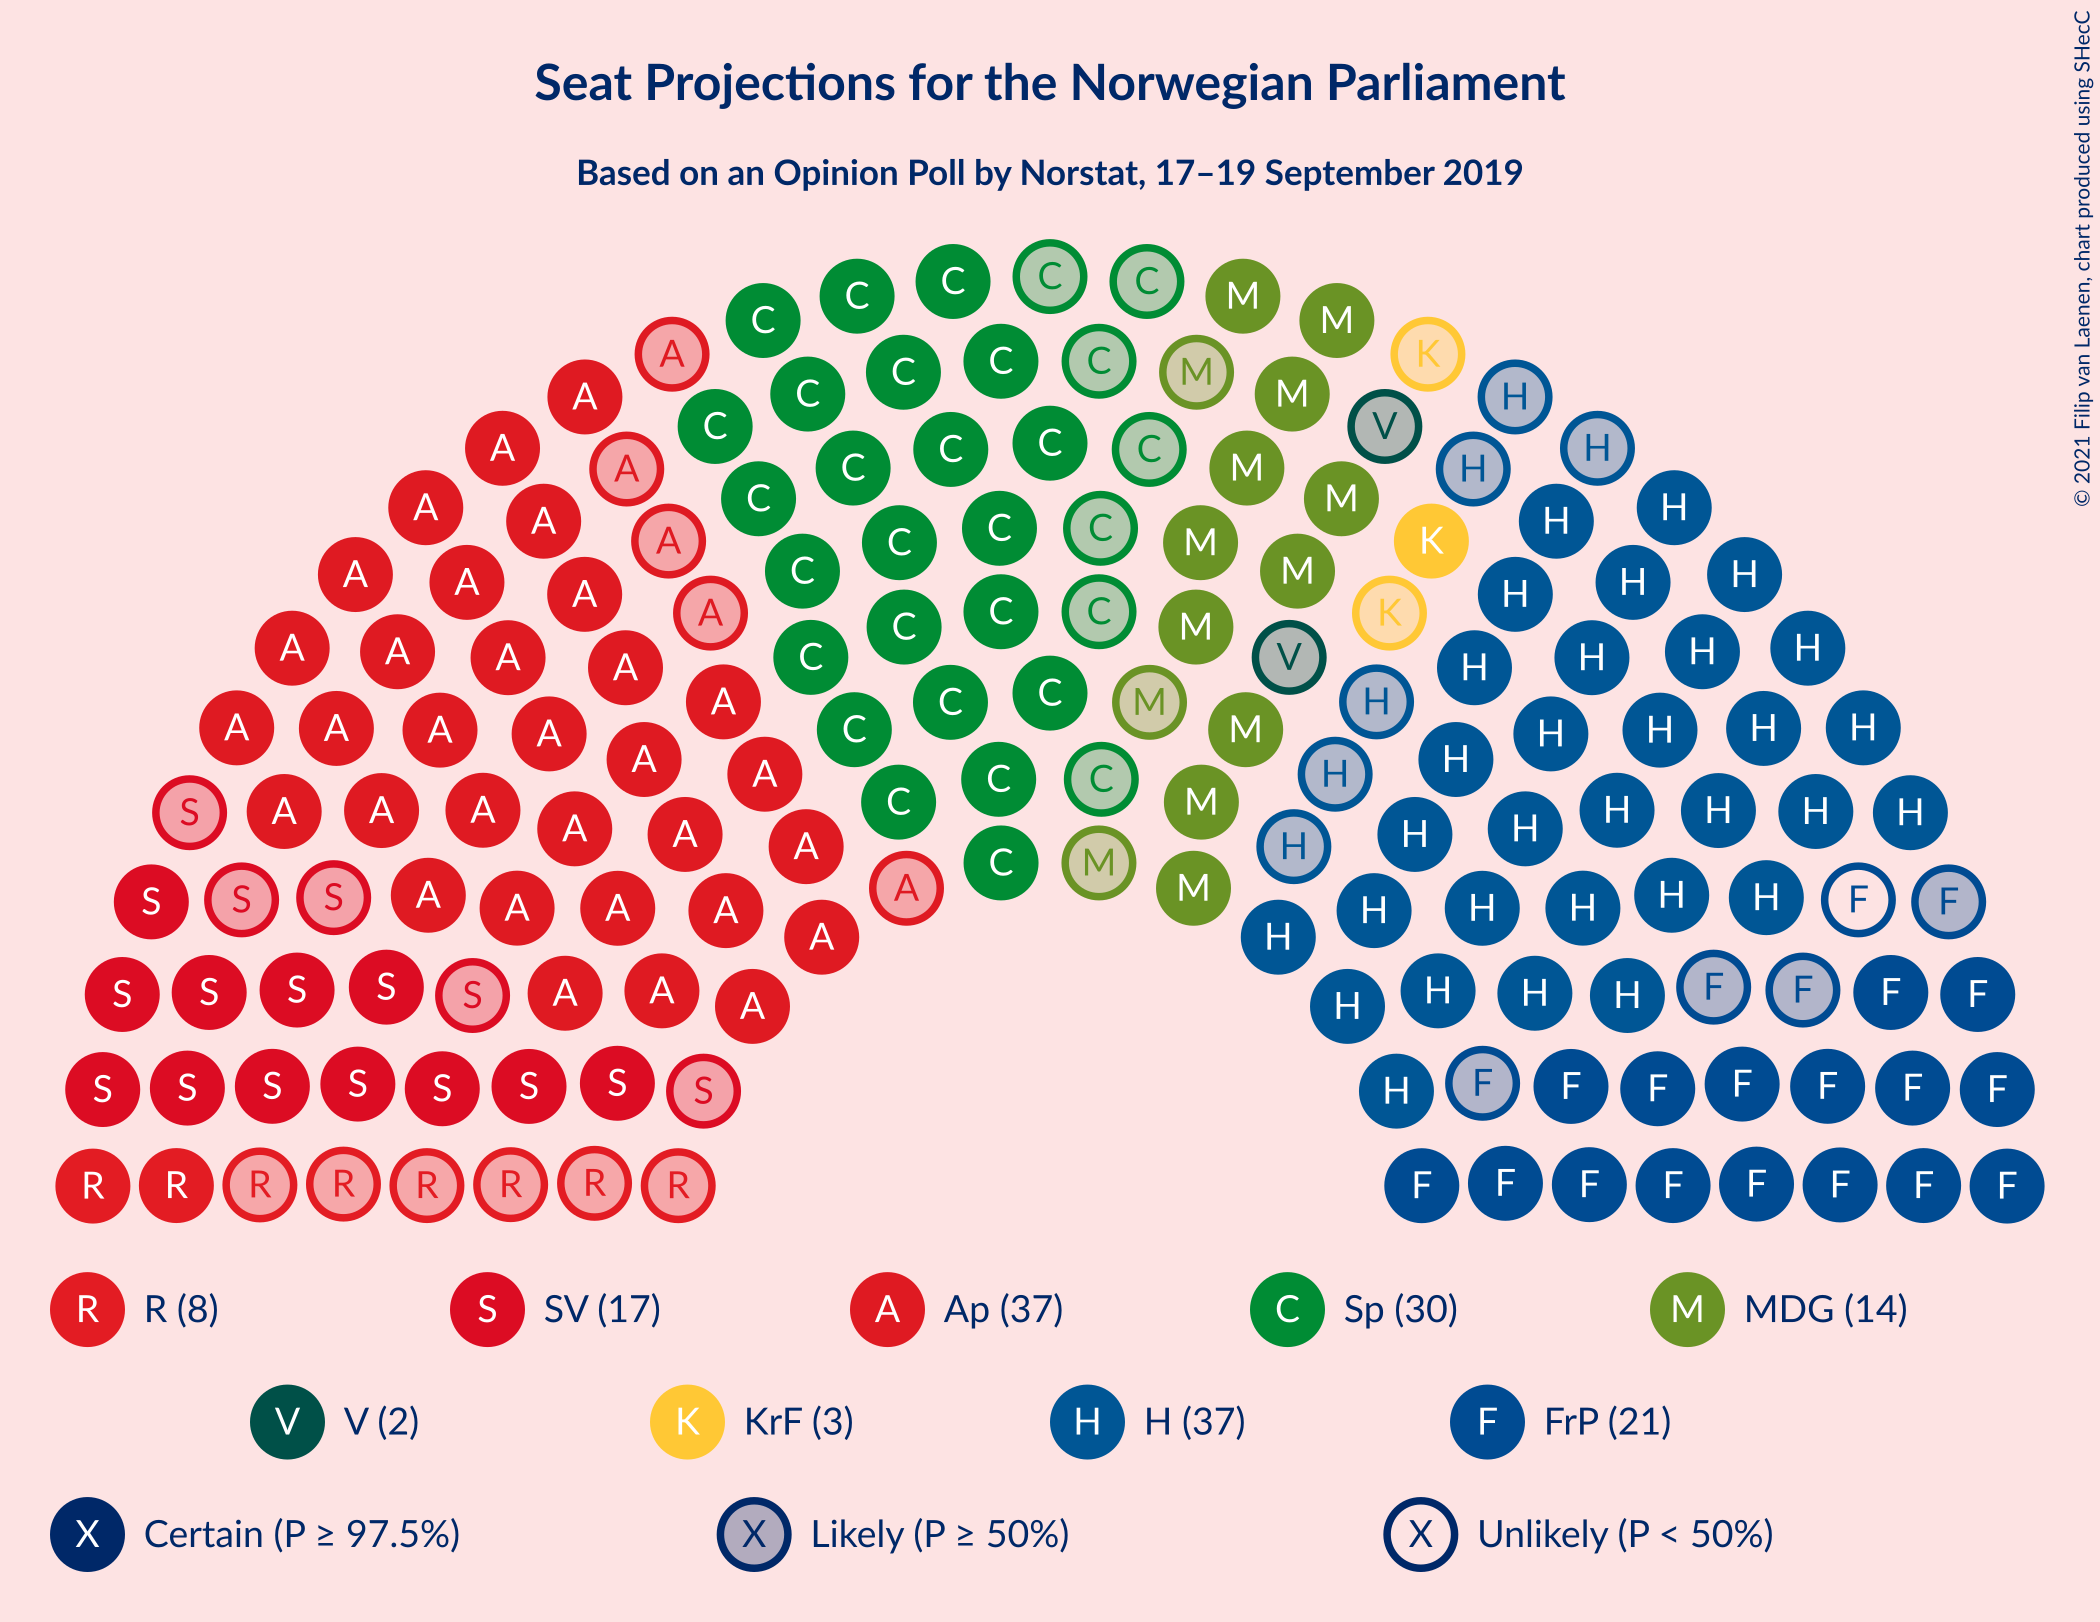 Seat Projections for the Norwegian Parliament
Based on an Opinion Poll by Norstat, 17–19 September 2019
© 2021 Filip van Laenen, chart produced using SHecC
C C C C C M M
A C C C C M M V K H
A A C C C C M M H H
A A A C C C C M M K H H
A A A C C C C M V K H H H
A A A A C C C M M H H H H H
A A A A A C C C M M H H H H H H
A A A A A A C C M M H H H H H H H
S A A A A A A A H H H H H H H
S S S A A A A A H H H H H H F F
S S S S S A A A H H H H F F F F
S S S S S S S S H F F F F F F F
R R R R R R R R F F F F F F F F
R R (8) S SV (17) A Ap (37) C Sp (30) M MDG (14)
V V (2) K KrF (3) H H (37) F FrP (21)
X Certain (P ≥ 97.5%) X Likely (P ≥ 50%) X Unlikely (P < 50%)